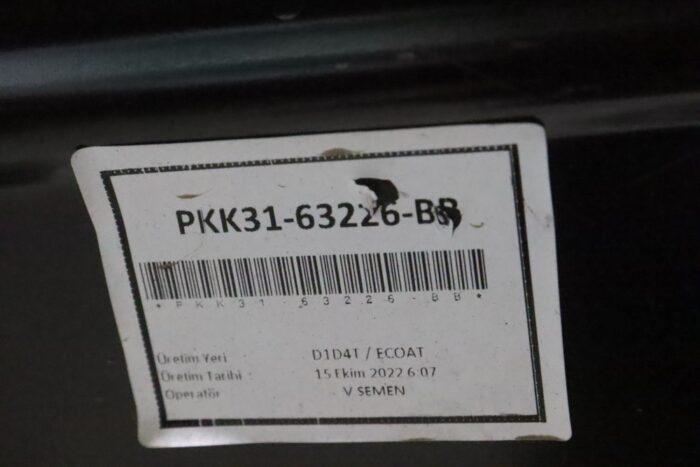 PKK31-63226-BB
*PKK31-63226-BB*
Üretim Yeri : D1D4T / ECOAT
Üretim Tarihi : 15 Ekim 2022 6:07
Operatör V SEMEN